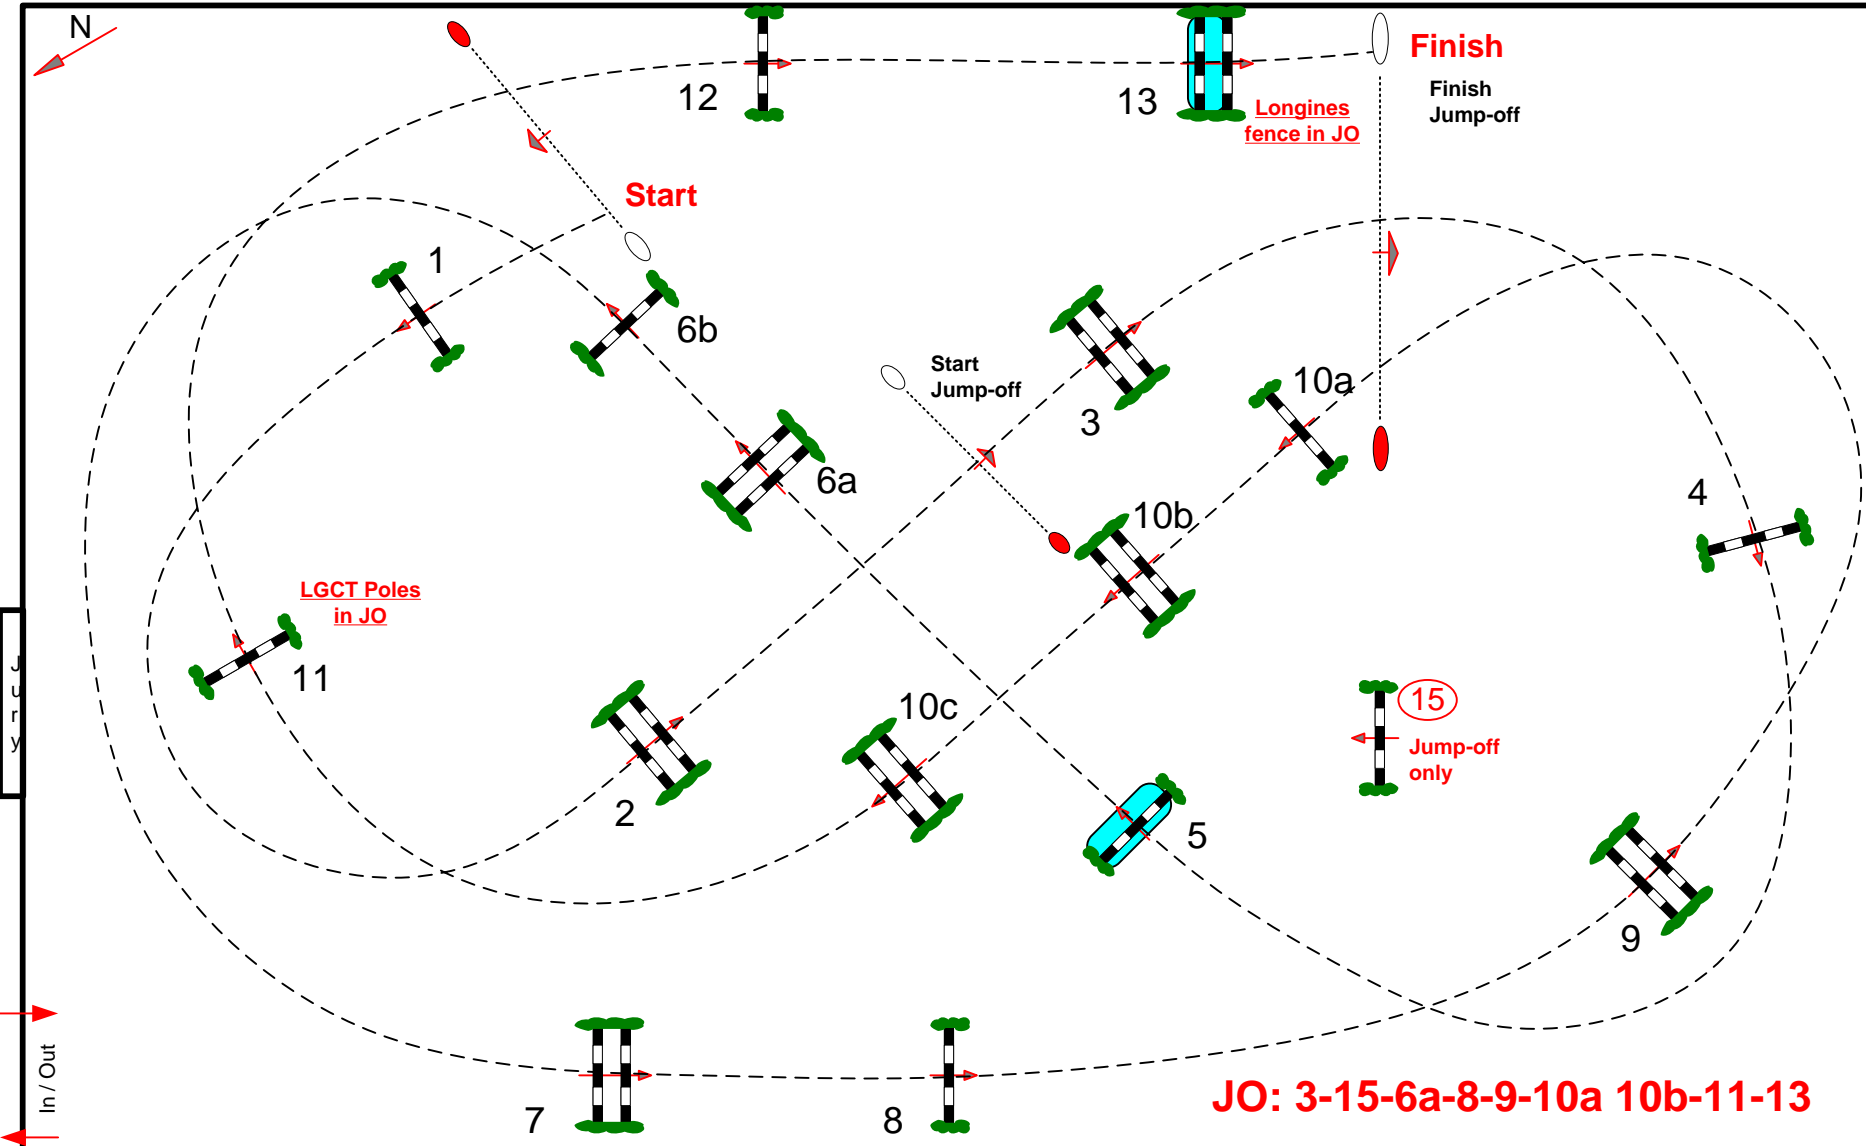 N
12
13
Finish
Finish
Jump-off
Longines
fence in JO
Start
1
6b
Start
Jump-off
3
10a
6a
4
10b
LGCT Poles
in JO
11
10c
15
Jump-off
only
Jury
2
5
9
In / Out
7
8
JO: 3-15-6a-8-9-10a 10b-11-13